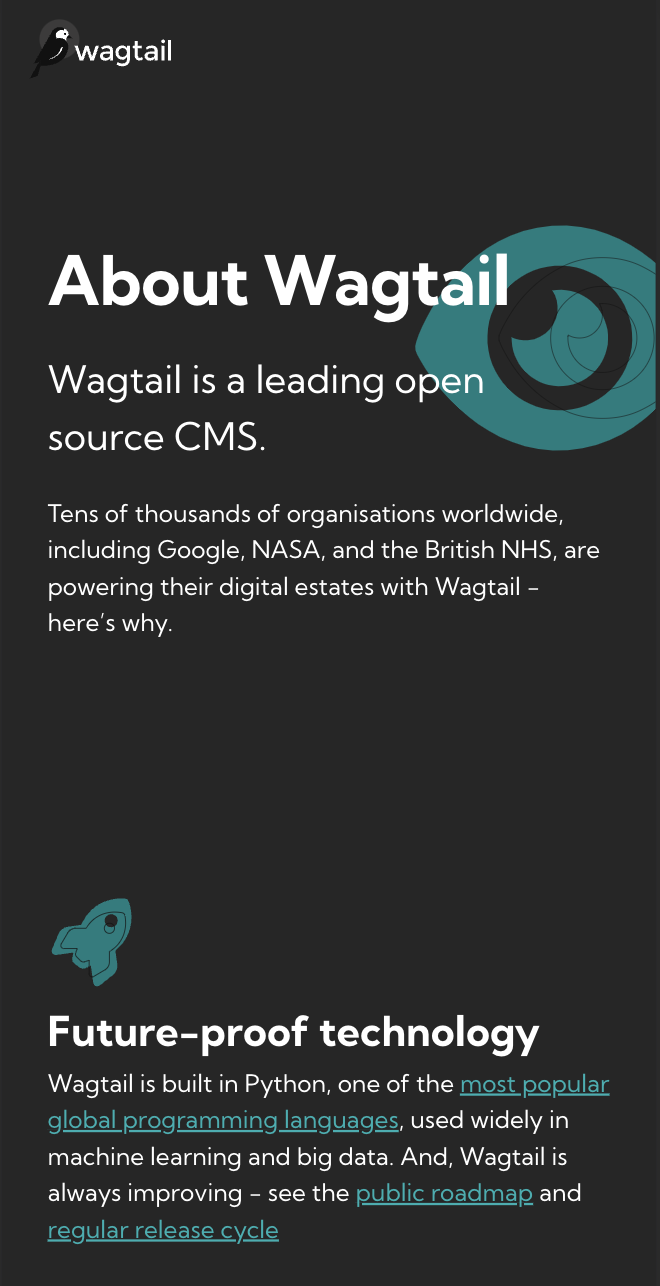 wagtail
About Wagtail
Wagtail is a leading open
source CMS.
Tens of thousands of organisations worldwide,
including Google, NASA, and the British NHS, are
powering their digital estates with Wagtail –
here’s why.
Future-proof technology
Wagtail is built in Python, one of the most popular
global programming languages, used widely in
machine learning and big data. And, Wagtail is
always improving – see the public roadmap and
regular release cycle